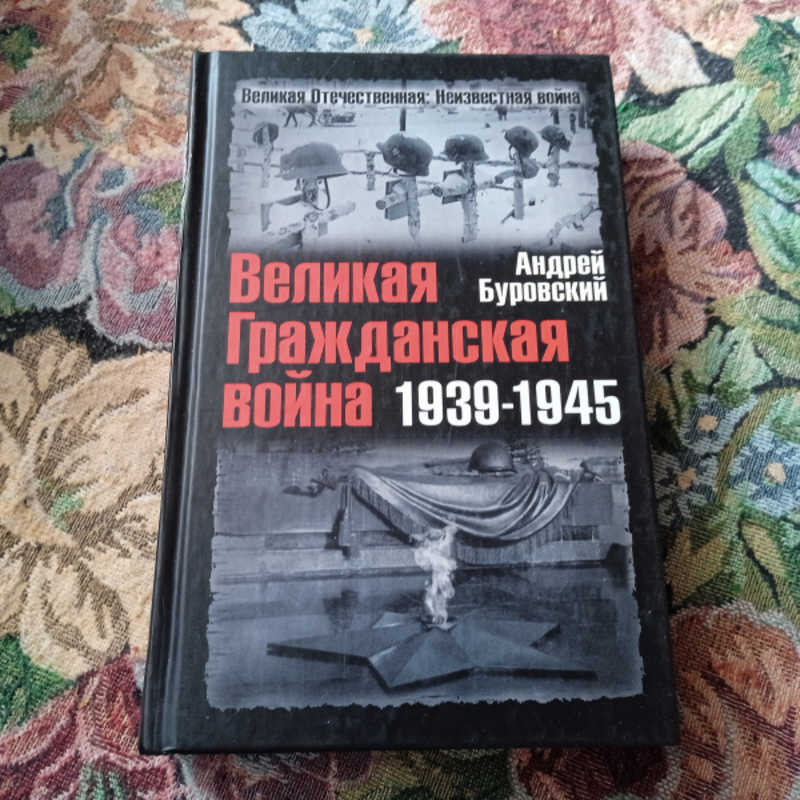 Великая Отечественная: Неизвестная война
Андрей
Буровский
Великая
Гражданская
война 1939-1945